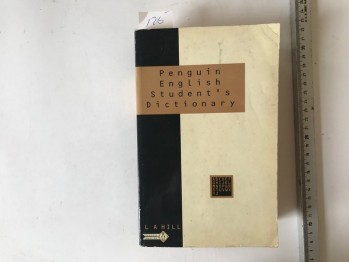 126
Penguin
English
Student's
Dictionary
L A HILL